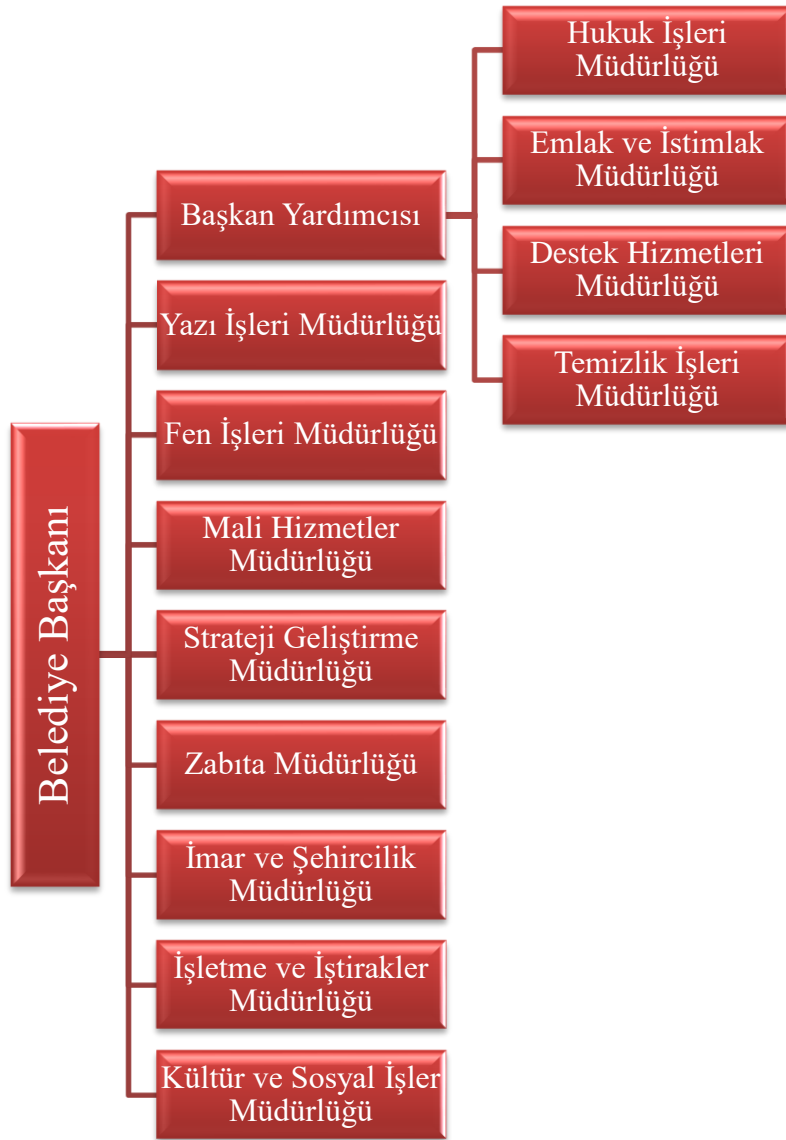 Belediye Başkanı
Başkan Yardımcısı
Hukuk İşleri
Müdürlüğü
Emlak ve İstimlak
Müdürlüğü
Destek Hizmetleri
Müdürlüğü
Temizlik İşleri
Müdürlüğü
Yazı İşleri Müdürlüğü
Fen İşleri Müdürlüğü
Mali Hizmetler
Müdürlüğü
Strateji Geliştirme
Müdürlüğü
Zabıta Müdürlüğü
İmar ve Şehircilik
Müdürlüğü
İşletme ve İştirakler
Müdürlüğü
Kültür ve Sosyal İşler
Müdürlüğü